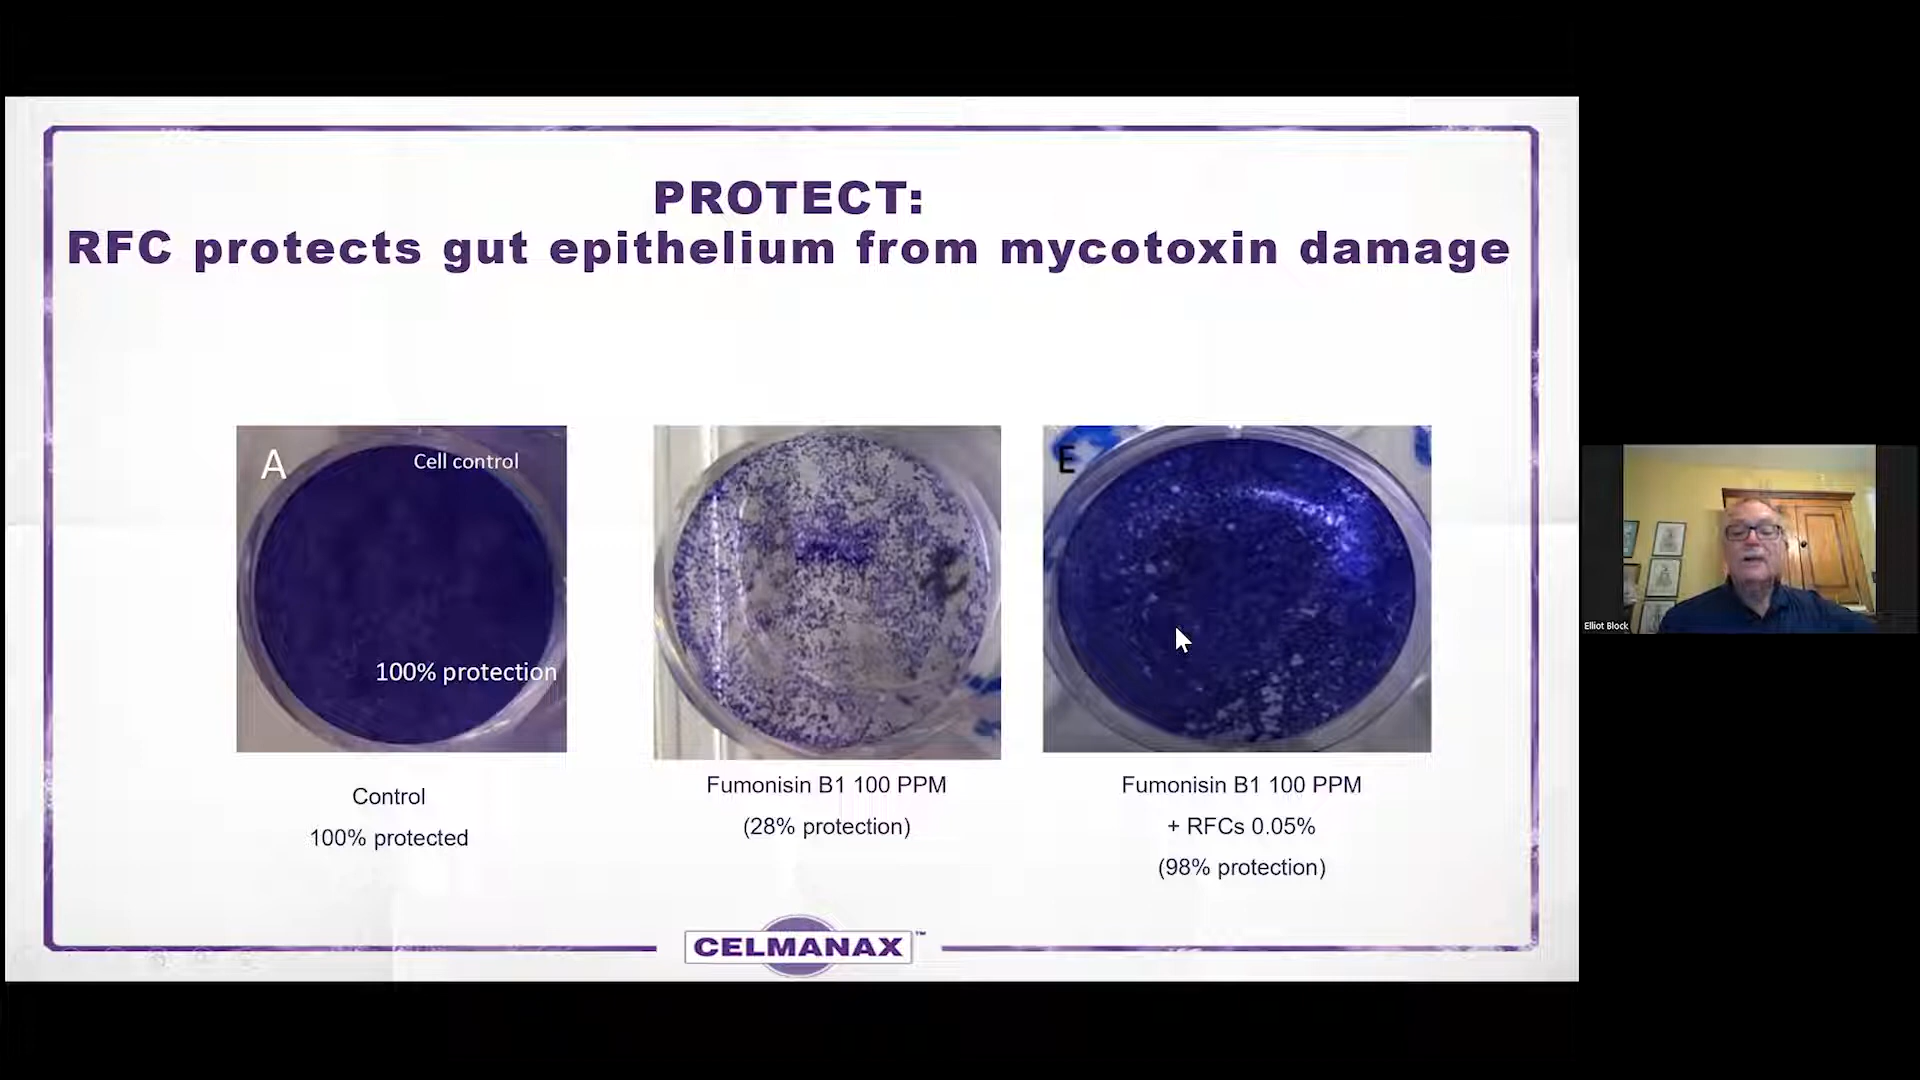 PROTECT:
RFC protects gut epithelium from mycotoxin damage
A
Cell control
100% protection
E
Control
100% protected
Fumonisin B1 100 PPM
(28% protection)
Fumonisin B1 100 PPM
+ RFCs 0.05%
(98% protection)
CELMANAX™
Elliot Block